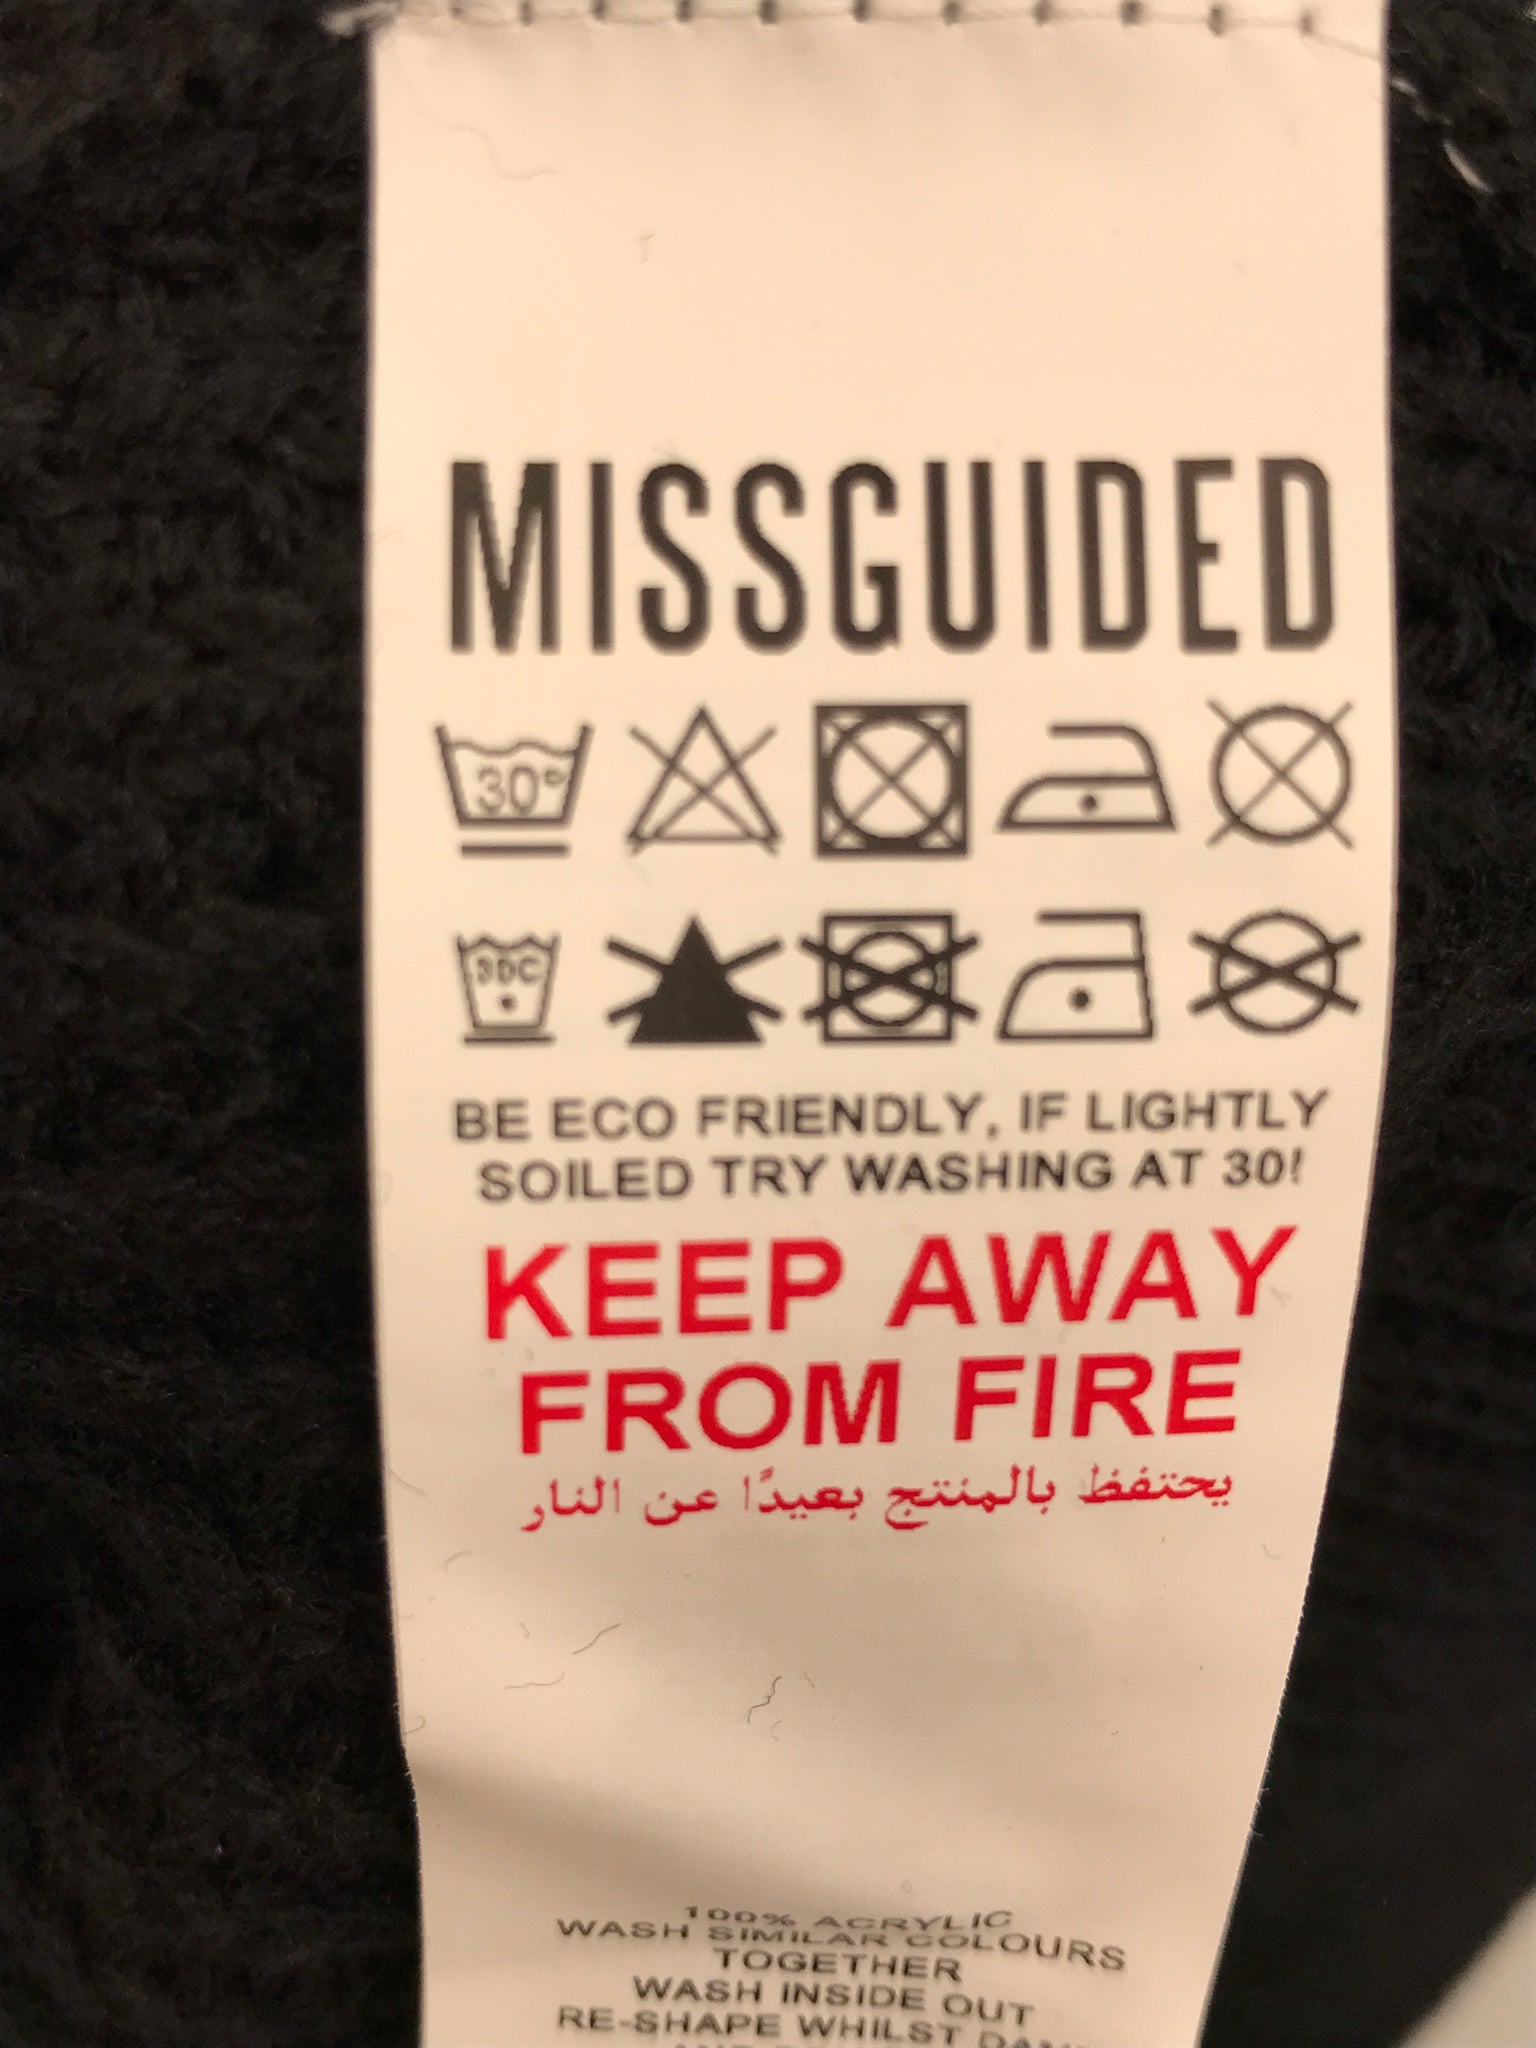 MISSGUIDED
30°
30C
BE ECO FRIENDLY, IF LIGHTLY
SOILED TRY WASHING AT 30!
KEEP AWAY
FROM FIRE
يحتفظ بالمنتج بعيدًا عن النار
100% ACRYLIC
WASH SIMILAR COLOURS
TOGETHER
WASH INSIDE OUT
RE-SHAPE WHILST